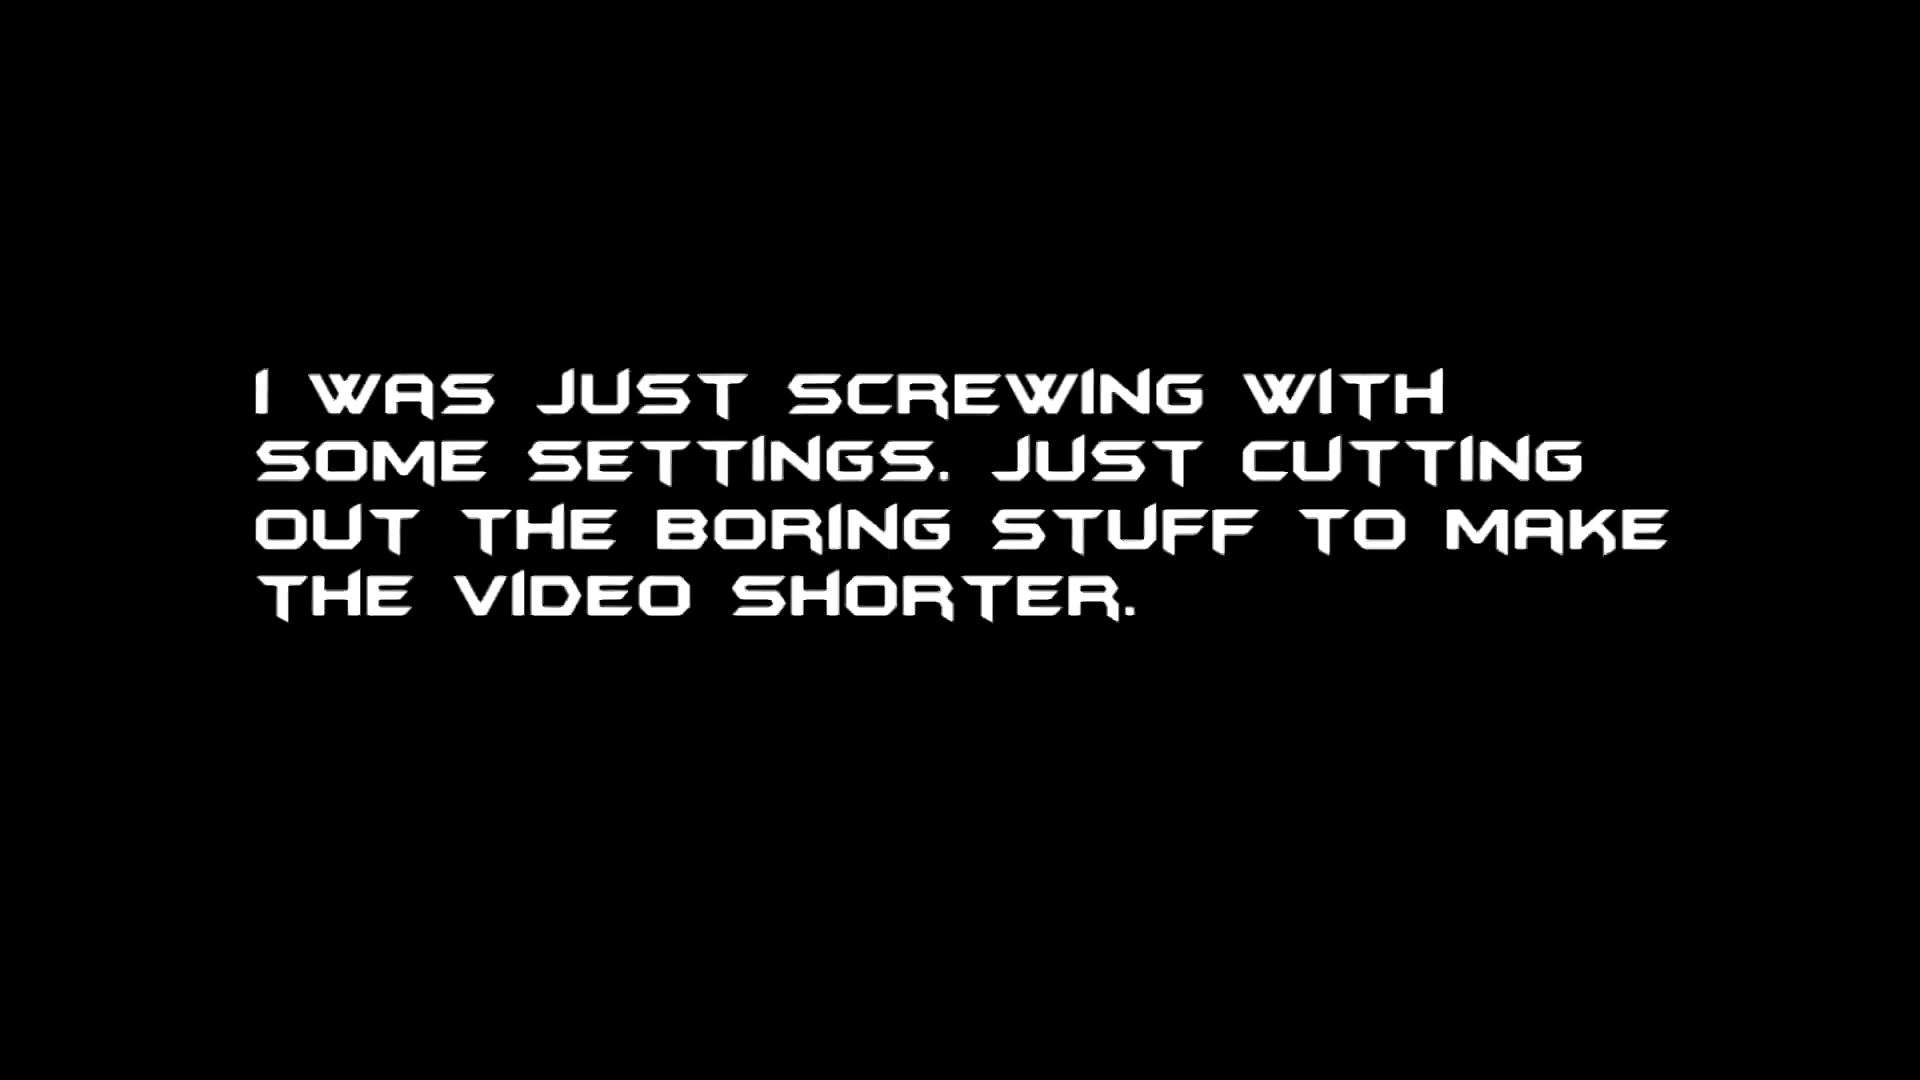 I WAS JUST SCREWING WITH
SOME SETTINGS. JUST CUTTING
OUT THE BORING STUFF TO MAKE
THE VIDEO SHORTER.